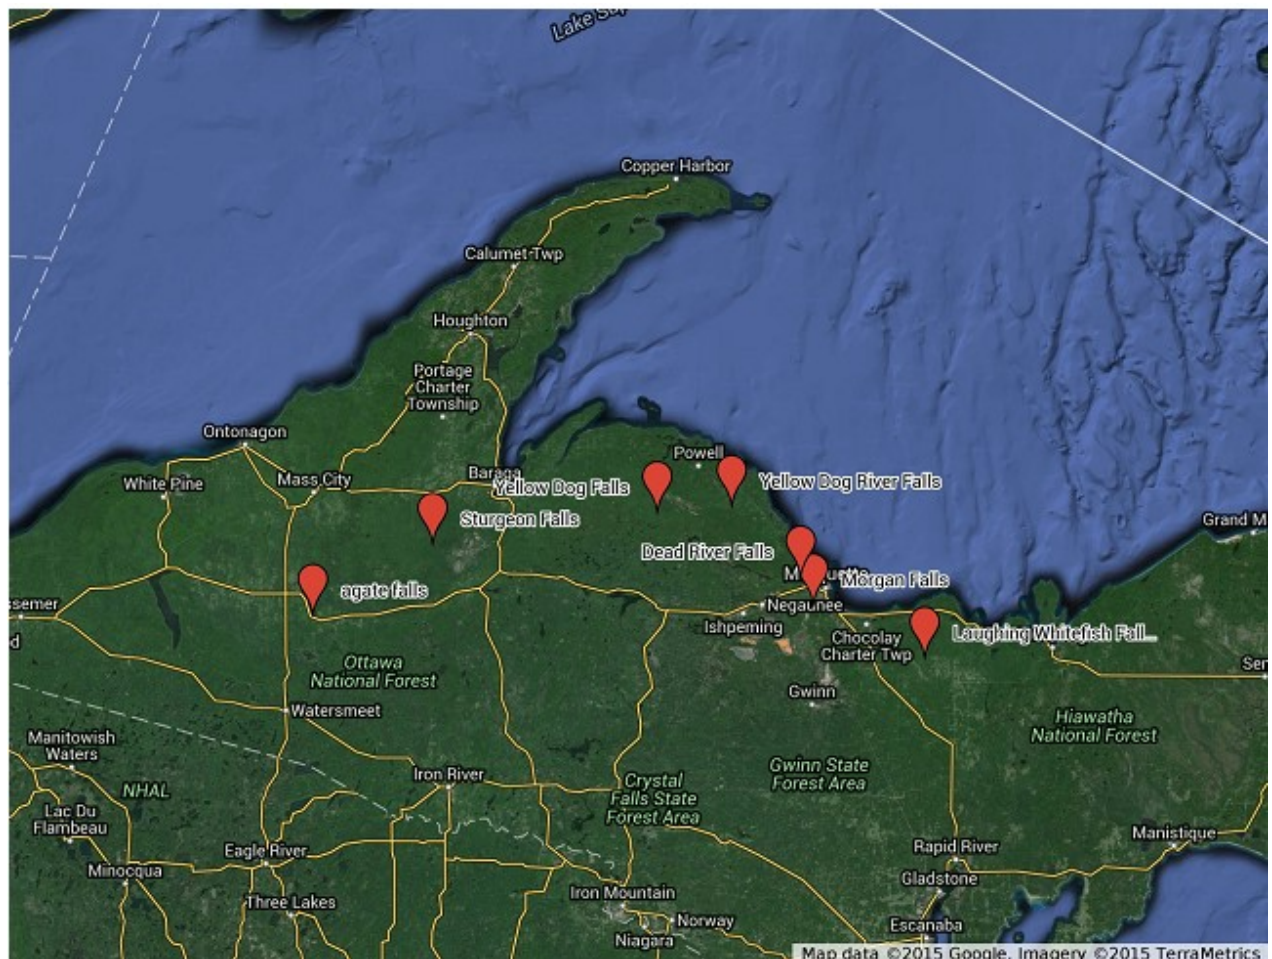 Lake Sup
Copper Harbor
Calumet Twp
Houghton
Portage
Charter
Township
Ontonagon
Powell
White Pine
Mass City
Baraga
Yellow Dog Falls
Yellow Dog River Falls
Sturgeon Falls
Grand M
Dead River Falls
Morgan Falls
agate falls
ssemer
Negaunee
Ishpeming
d
Chocolay
Charter Twp
Laughing Whitefish Fall...
Ottawa
National Forest
Sen
Gwinn
Watersmeet
Hiawatha
National Forest
Manitowish
Waters
NHAL
Iron River
Crystal
Falls State
Forest Area
Gwinn State
Forest Area
Lac Du
Flambeau
Manistique
Eagle River
Rapid River
Minocqua
Gladstone
Three Lakes
Iron Mountain
Norway
Escanaba
Niagara
Map data ©2015 Google, Imagery ©2015 TerraMetrics